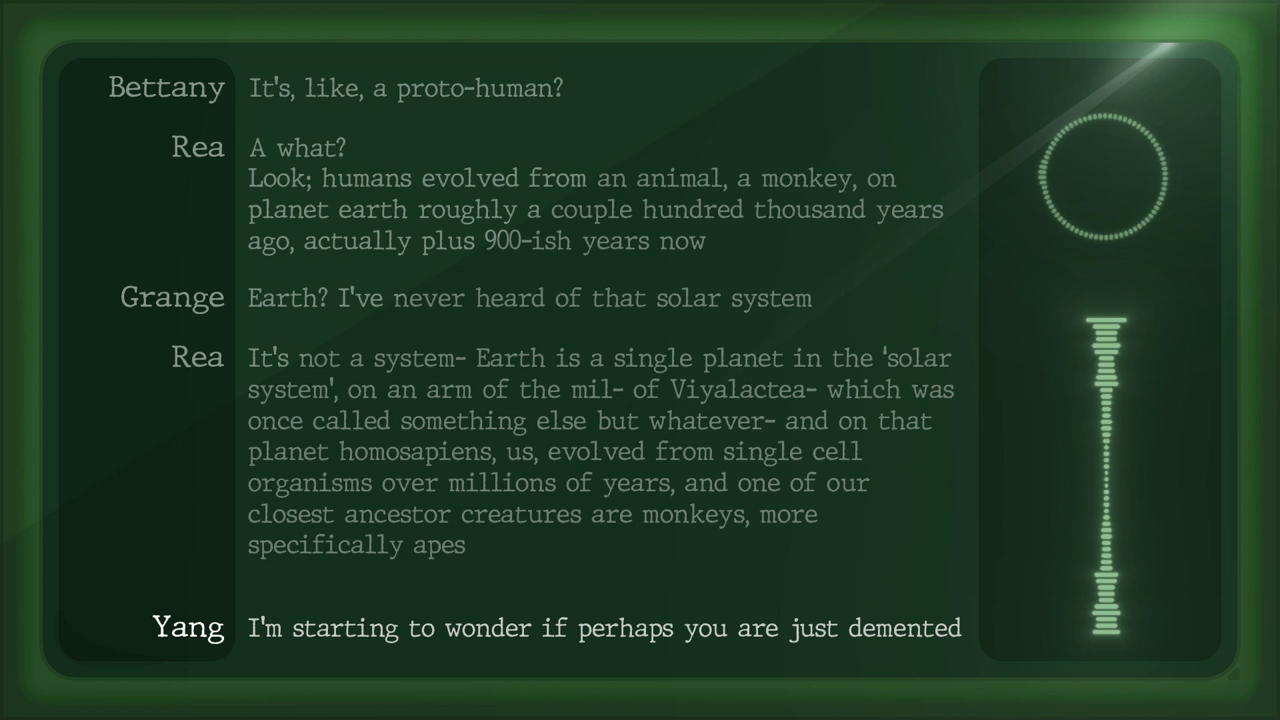 Bettany It's, like, a proto-human?
Rea A what?
Look; humans evolved from an animal, a monkey, on
planet earth roughly a couple hundred thousand years
ago, actually plus 900-ish years now
Grange Earth? I've never heard of that solar system
Rea It's not a system- Earth is a single planet in the 'solar
system', on an arm of the mil- of Viyalactea- which was
once called something else but whatever- and on that
planet homosapiens, us, evolved from single cell
organisms over millions of years, and one of our
closest ancestor creatures are monkeys, more
specifically apes
Yang I'm starting to wonder if perhaps you are just demented